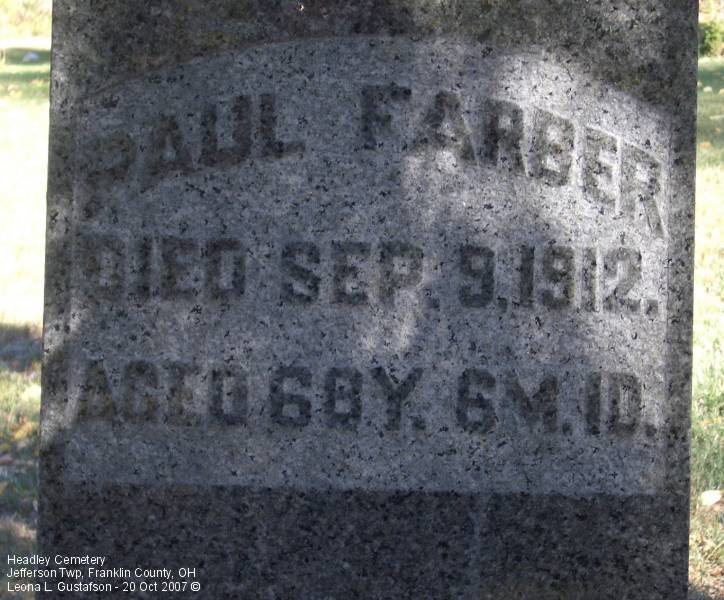 PAUL FARBER
DIED SEP. 9, 1912.
AGED 60Y. 6M. 1D.
Headley Cemetery
Jefferson Twp, Franklin County, OH
Leona L. Gustafson - 20 Oct 2007 ©